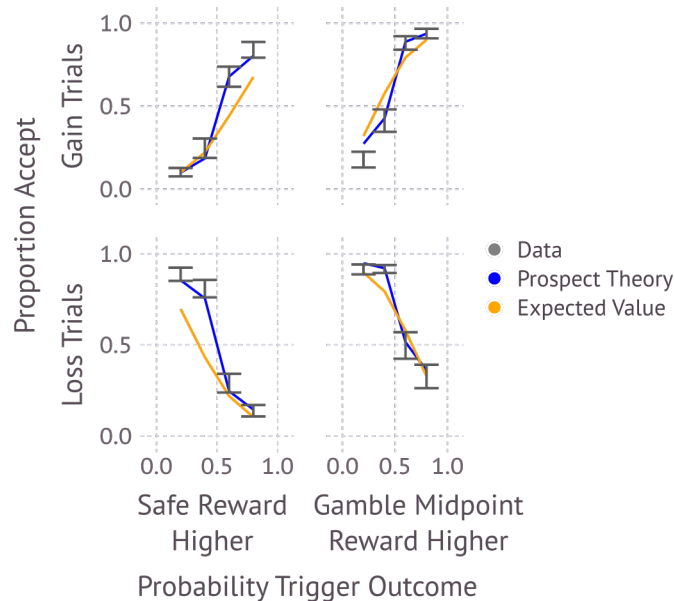 Proportion Accept
Gain Trials
1.0
0.5
0.0
Loss Trials
1.0
0.5
0.0
0.0 0.5 1.0
0.0 0.5 1.0
Safe Reward
Higher
Gamble Midpoint
Reward Higher
Probability Trigger Outcome
Data
Prospect Theory
Expected Value